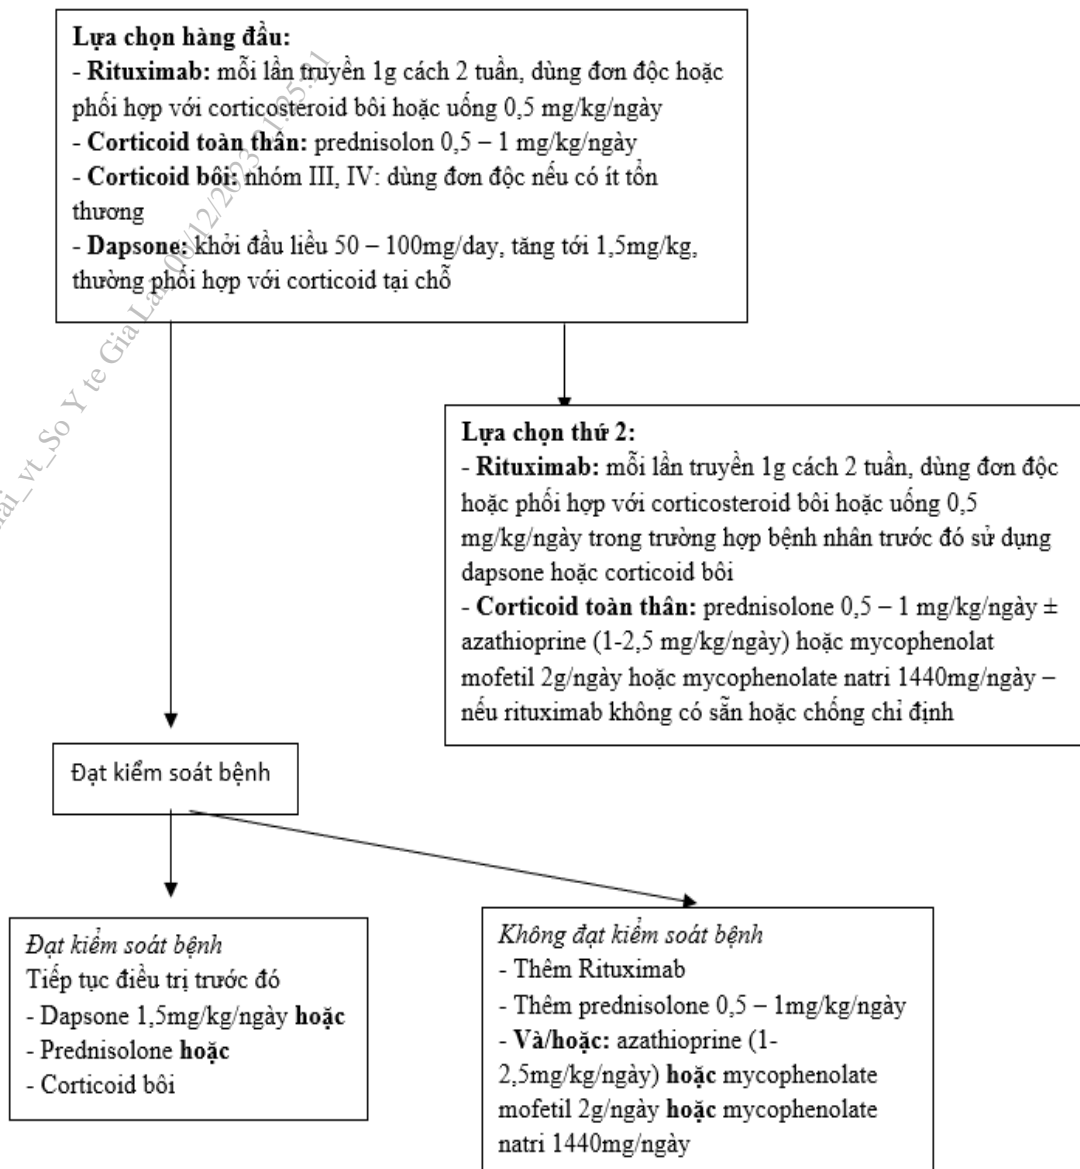 Lựa chọn hàng đầu:
- Rituximab: mỗi lần truyền 1g cách 2 tuần, dùng đơn độc hoặc
phối hợp với corticosteroid bôi hoặc uống 0,5 mg/kg/ngày
- Corticoid toàn thân: prednisolon 0,5 – 1 mg/kg/ngày
- Corticoid bôi: nhóm III, IV: dùng đơn độc nếu có ít tổn
thương
- Dapsone: khởi đầu liều 50 – 100mg/day, tăng tới 1,5mg/kg,
thường phối hợp với corticoid tại chỗ
Lựa chọn thứ 2:
- Rituximab: mỗi lần truyền 1g cách 2 tuần, dùng đơn độc
hoặc phối hợp với corticosteroid bôi hoặc uống 0,5
mg/kg/ngày trong trường hợp bệnh nhân trước đó sử dụng
dapsone hoặc corticoid bôi
- Corticoid toàn thân: prednisolone 0,5 – 1 mg/kg/ngày ±
azathioprine (1-2,5 mg/kg/ngày) hoặc mycophenolat
mofetil 2g/ngày hoặc mycophenolate natri 1440mg/ngày –
nếu rituximab không có sẵn hoặc chống chỉ định
Đạt kiểm soát bệnh
Đạt kiểm soát bệnh
Tiếp tục điều trị trước đó
- Dapsone 1,5mg/kg/ngày hoặc
- Prednisolone hoặc
- Corticoid bôi
Không đạt kiểm soát bệnh
- Thêm Rituximab
- Thêm prednisolone 0,5 – 1mg/kg/ngày
- Và/hoặc: azathioprine (1-
2,5mg/kg/ngày) hoặc mycophenolate
mofetil 2g/ngày hoặc mycophenolate
natri 1440mg/ngày
vt_So Y te Gia Lai